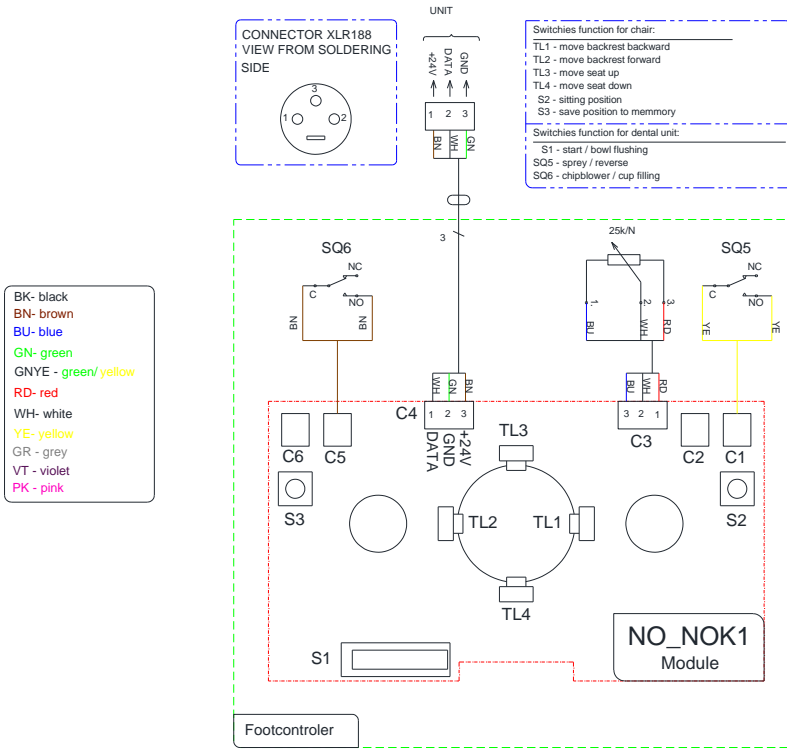 UNIT
CONNECTOR XLR188
VIEW FROM SOLDERING
SIDE
3
1
2
+24V
DATA
GND
1 2 3
BN
WH
GN
Switchies function for chair:
TL1 - move backrest backward
TL2 - move backrest forward
TL3 - move seat up
TL4 - move seat down
S2 - sitting position
S3 - save position to memmory
Switchies function for dental unit:
S1 - start / bowl flushing
SQ5 - sprey / reverse
SQ6 - chipblower / cup filling
3
SQ6
NC
C
NO
BN
BN
25k/N
1.
2.
3.
BU
WH
RD
SQ5
NC
C
NO
YE
YE
BK- black
BN- brown
BU- blue
GN- green
GNYE - green/yellow
RD- red
WH- white
YE- yellow
GR - grey
VT - violet
PK - pink
WH
GN
BN
C4
1 2 3
DATA
GND
+24V
BU
WH
RD
3 2 1
C3
C6
C5
C2
C1
S3
S2
TL3
TL2
TL1
TL4
S1
NO_NOK1
Module
Footcontroler